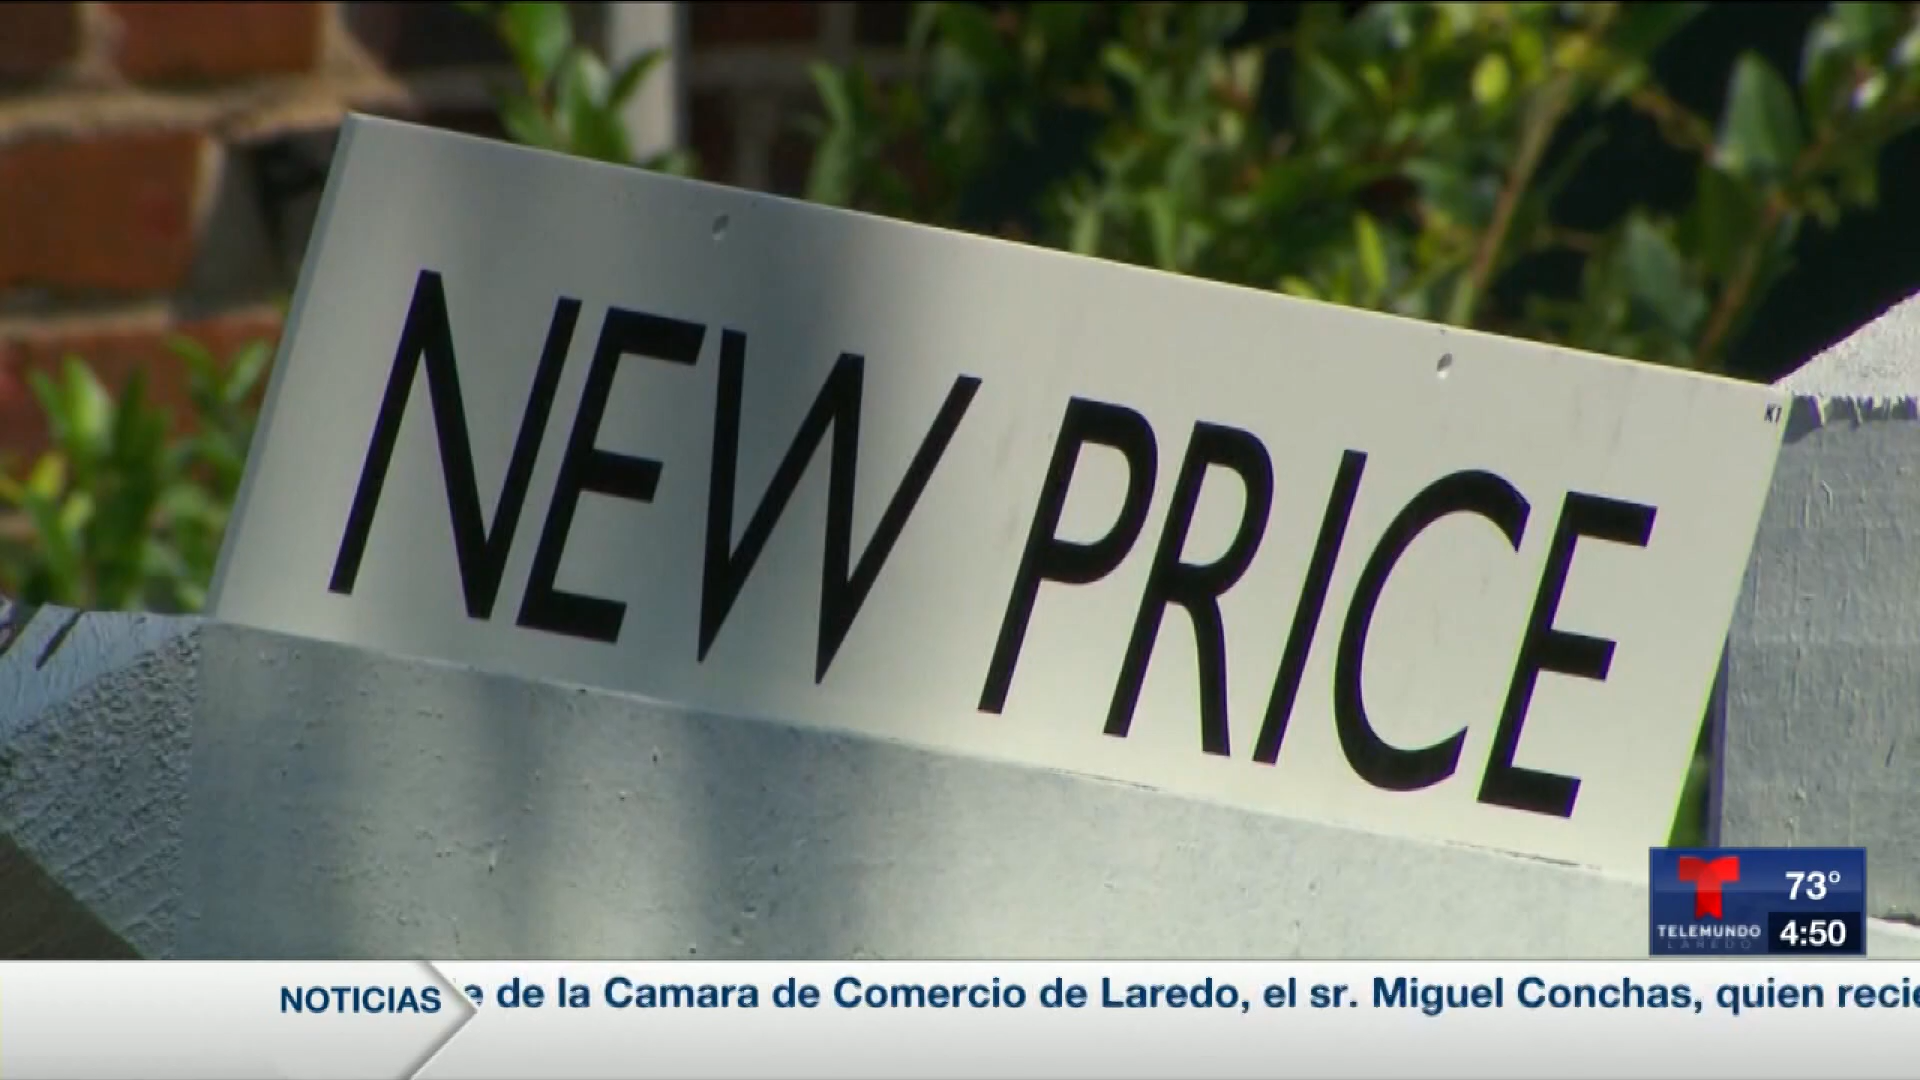 NEW PRICE
K1
73°
TELEMUNDO
LAREDO
4:50
NOTICIAS
de la Camara de Comercio de Laredo, el sr. Miguel Conchas, quien